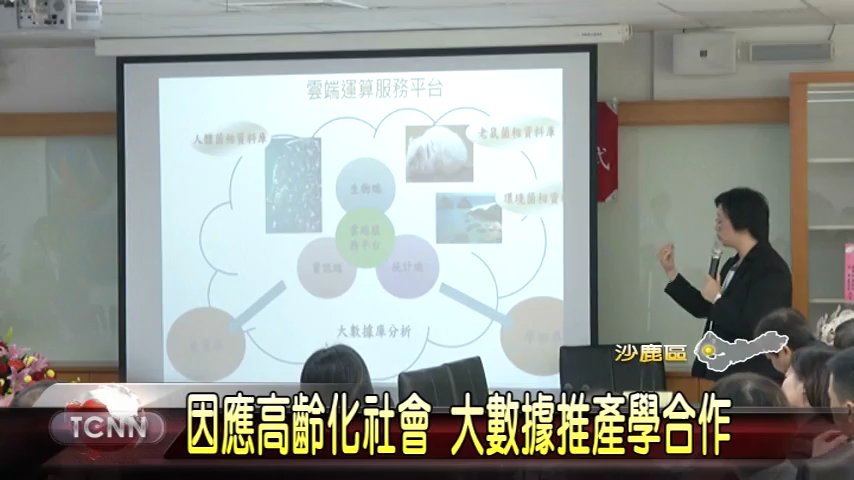 雲端運算服務平台
人體菌相資料庫
老鼠菌相資料庫
環境菌相資
生物端
雲端服
務平台
資訊端
統計端
大數據庫分析
沙鹿區
TCNN
因應高齡化社會 大數據推產學合作